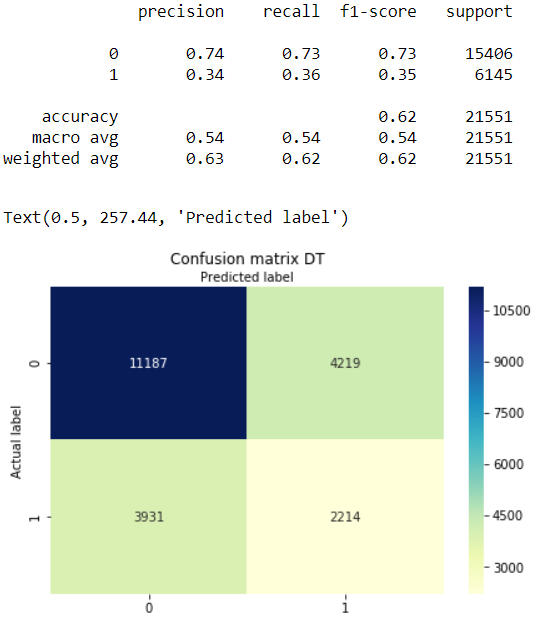 precision recall f1-score support
0 0.74 0.73 0.73 15406
1 0.34 0.36 0.35 6145
accuracy 0.62 21551
macro avg 0.54 0.54 0.54 21551
weighted avg 0.63 0.62 0.62 21551
Text(0.5, 257.44, 'Predicted label')
Confusion matrix DT
Predicted label
Actual label
0
11187 4219
1
3931 2214
0 1
10500
9000
7500
6000
4500
3000